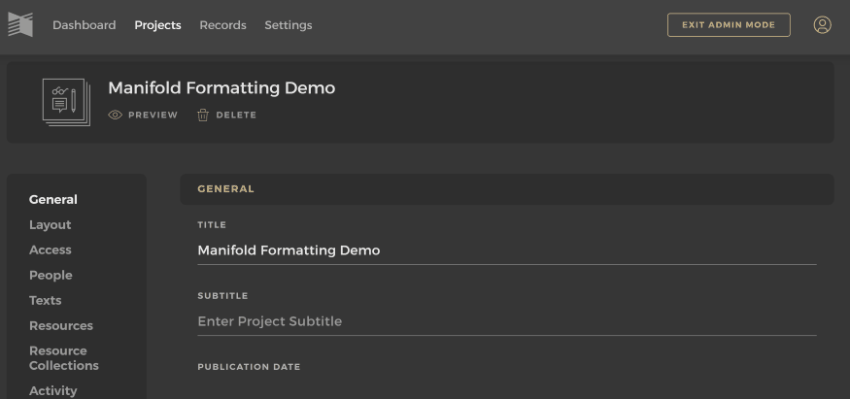 Dashboard Projects Records Settings EXIT ADMIN MODE
Manifold Formatting Demo
PREVIEW DELETE
General
Layout
Access
People
Texts
Resources
Resource
Collections
Activity
GENERAL
TITLE
Manifold Formatting Demo
SUBTITLE
Enter Project Subtitle
PUBLICATION DATE